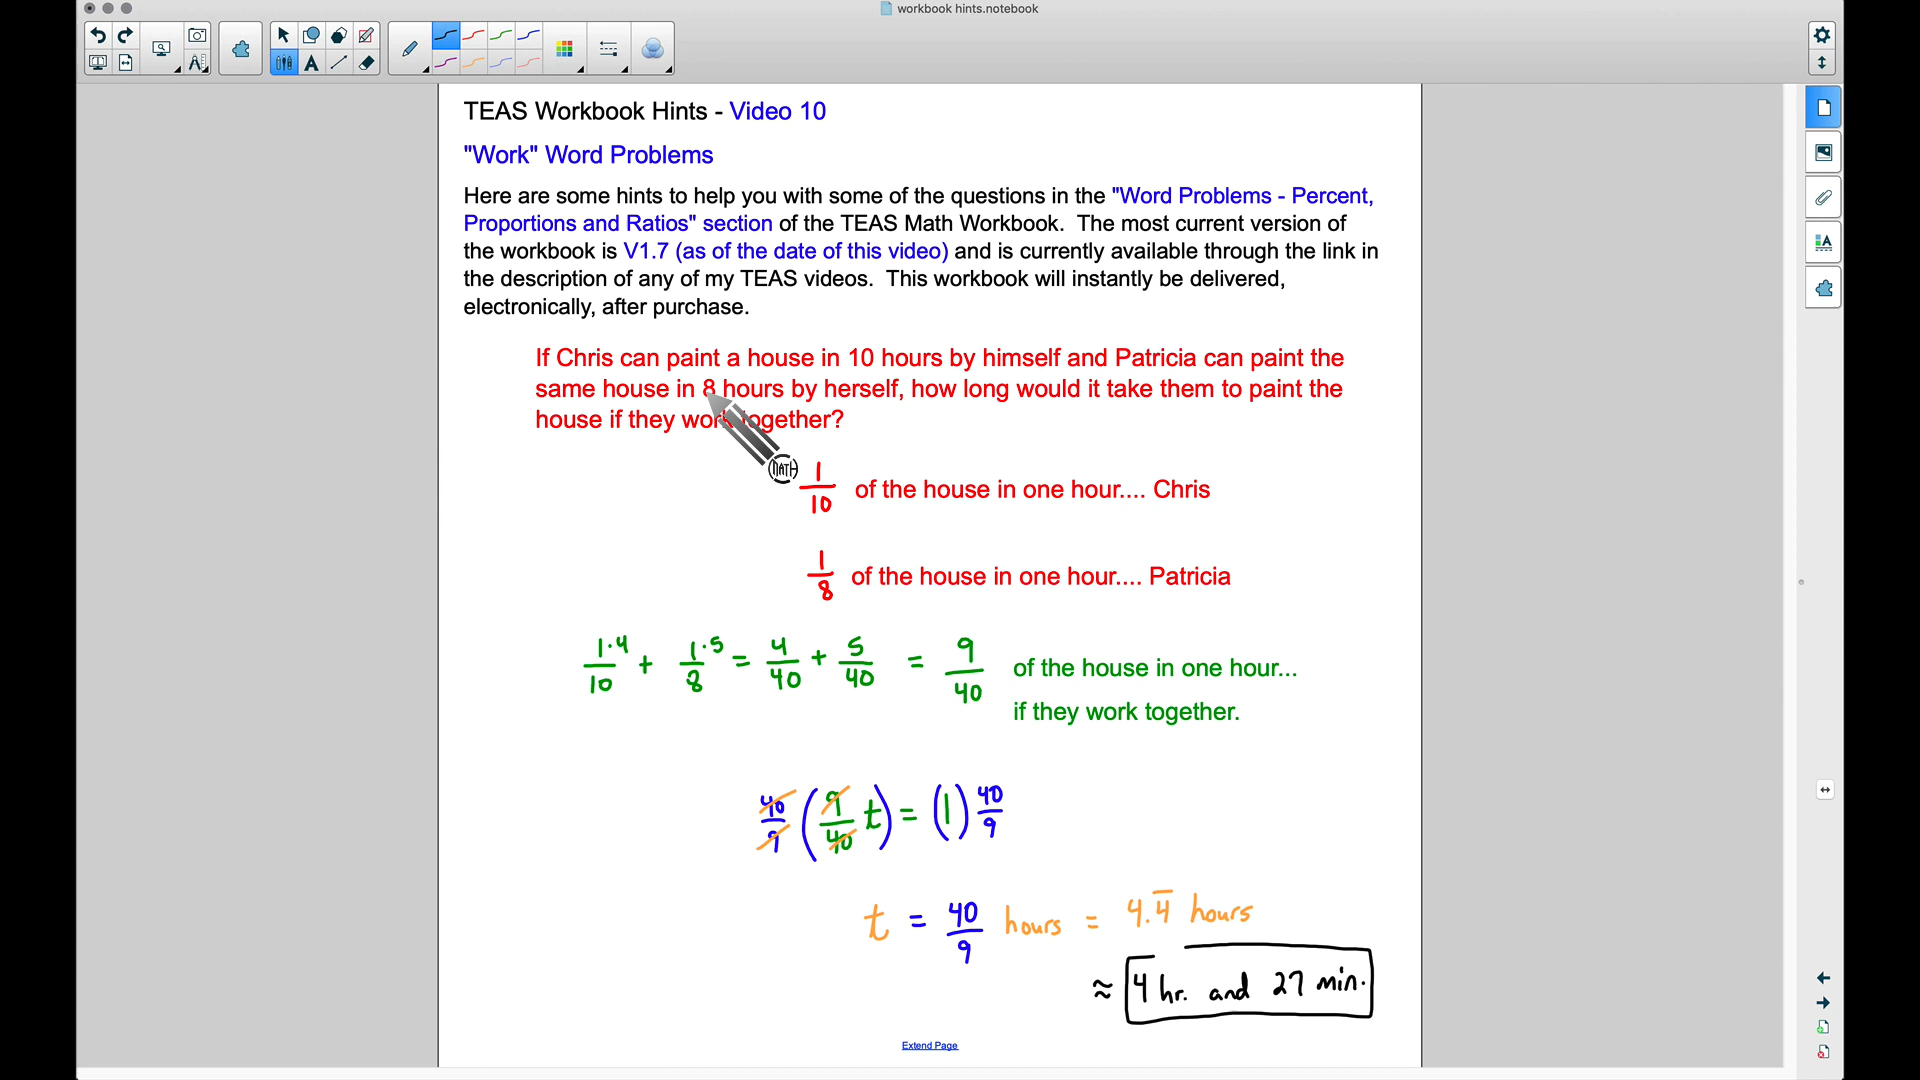 workbook hints.notebook
TEAS Workbook Hints - Video 10
"Work" Word Problems
Here are some hints to help you with some of the questions in the "Word Problems - Percent,
Proportions and Ratios" section of the TEAS Math Workbook. The most current version of
the workbook is V1.7 (as of the date of this video) and is currently available through the link in
the description of any of my TEAS videos. This workbook will instantly be delivered,
electronically, after purchase.
If Chris can paint a house in 10 hours by himself and Patricia can paint the
same house in 8 hours by herself, how long would it take them to paint the
house if they work together?
MATH
1/10 of the house in one hour.... Chris
1/8 of the house in one hour.... Patricia
1·4/10 + 1·5/8 = 4/40 + 5/40 = 9/40 of the house in one hour...
if they work together.
40/9 (9/40 t) = (1) 40/9
t = 40/9 hours = 4.4̅ hours
≈ 4 hr. and 27 min.
Extend Page